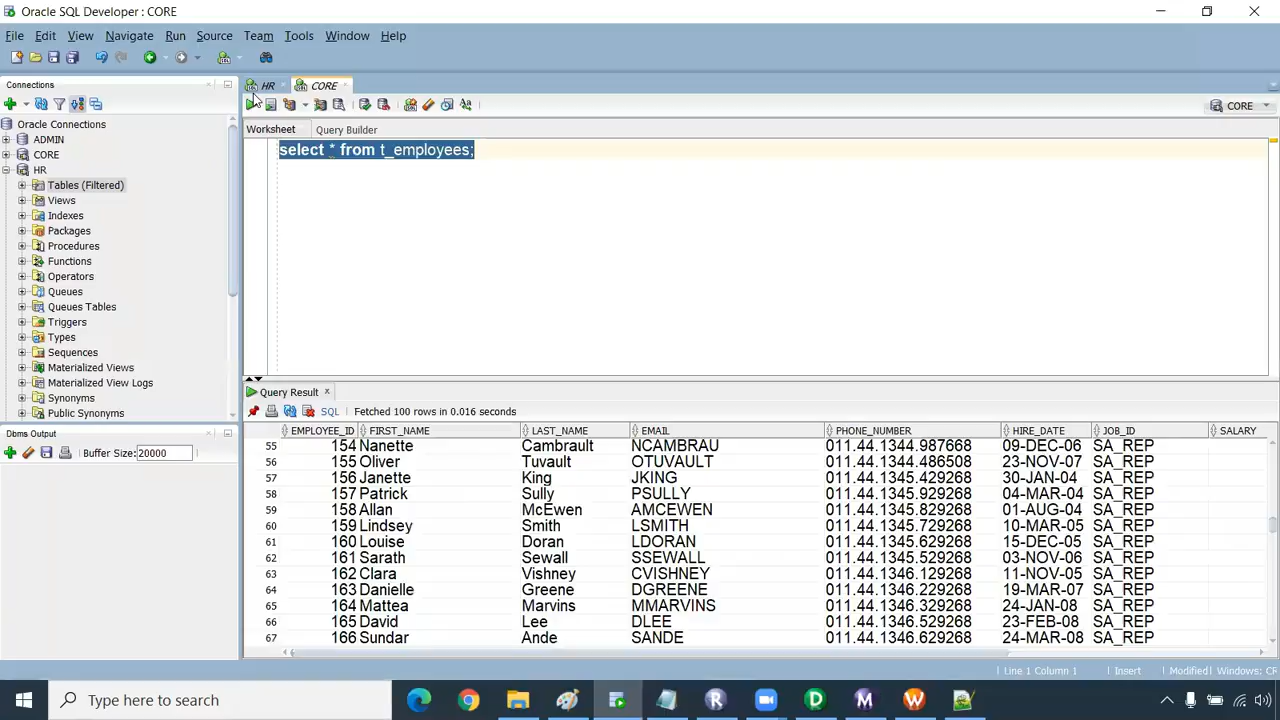 Oracle SQL Developer : CORE
File Edit View Navigate Run Source Team Tools Window Help
Connections
Oracle Connections
ADMIN
CORE
HR
Tables (Filtered)
Views
Indexes
Packages
Procedures
Functions
Operators
Queues
Queues Tables
Triggers
Types
Sequences
Materialized Views
Materialized View Logs
Synonyms
Public Synonyms
Dbms Output
Buffer Size: 20000
HR CORE
CORE
Worksheet Query Builder
select * from t_employees;
Query Result
SQL Fetched 100 rows in 0.016 seconds
EMPLOYEE_ID FIRST_NAME LAST_NAME EMAIL PHONE_NUMBER HIRE_DATE JOB_ID SALARY
55 154 Nanette Cambrault NCAMBRAU 011.44.1344.987668 09-DEC-06 SA_REP
56 155 Oliver Tuvault OTUVAULT 011.44.1344.486508 23-NOV-07 SA_REP
57 156 Janette King JKING 011.44.1345.429268 30-JAN-04 SA_REP
58 157 Patrick Sully PSULLY 011.44.1345.929268 04-MAR-04 SA_REP
59 158 Allan McEwen AMCEWEN 011.44.1345.829268 01-AUG-04 SA_REP
60 159 Lindsey Smith LSMITH 011.44.1345.729268 10-MAR-05 SA_REP
61 160 Louise Doran LDORAN 011.44.1345.629268 15-DEC-05 SA_REP
62 161 Sarath Sewall SSEWALL 011.44.1345.529268 03-NOV-06 SA_REP
63 162 Clara Vishney CVISHNEY 011.44.1346.129268 11-NOV-05 SA_REP
64 163 Danielle Greene DGREENE 011.44.1346.229268 19-MAR-07 SA_REP
65 164 Mattea Marvins MMARVINS 011.44.1346.329268 24-JAN-08 SA_REP
66 165 David Lee DLEE 011.44.1346.529268 23-FEB-08 SA_REP
67 166 Sundar Ande SANDE 011.44.1346.629268 24-MAR-08 SA_REP
Line 1 Column 1 Insert Modified Windows: CR
Type here to search